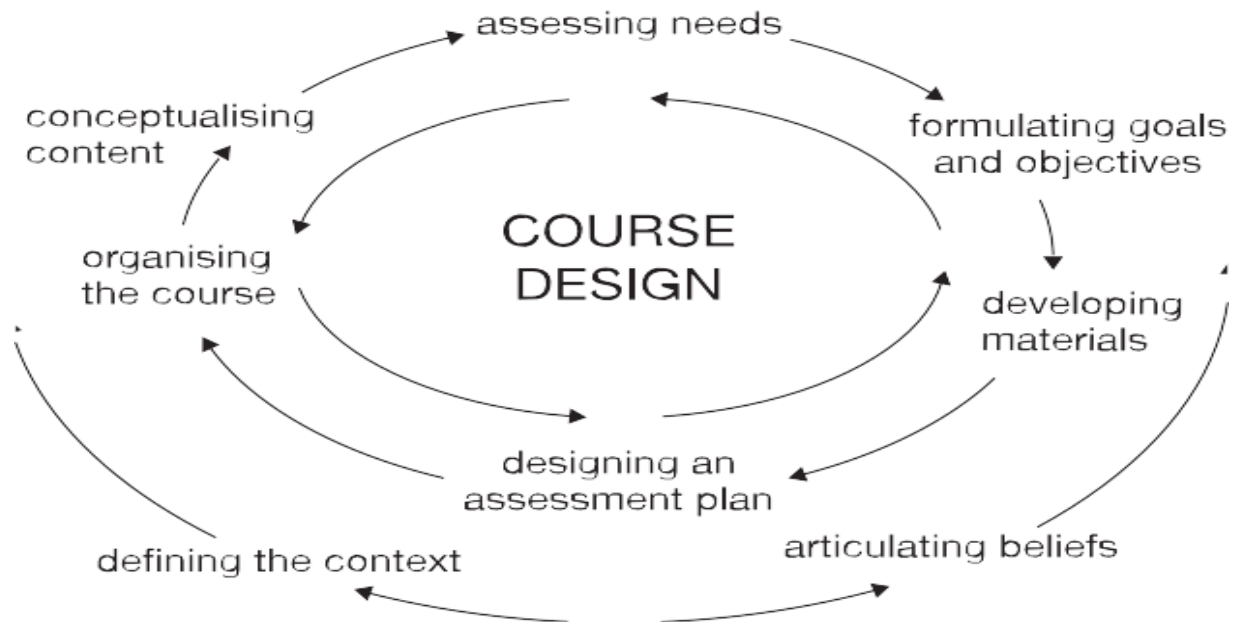 assessing needs
conceptualising
content
formulating goals
and objectives
COURSE
DESIGN
organising
the course
developing
materials
designing an
assessment plan
defining the context
articulating beliefs